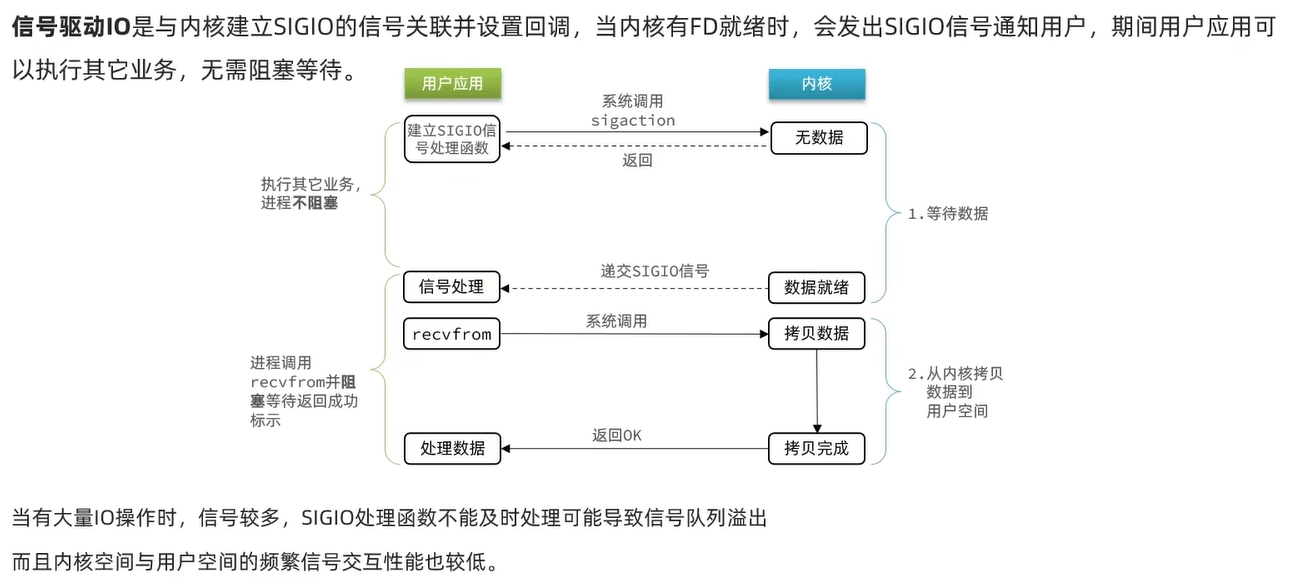 信号驱动IO是与内核建立SIGIO的信号关联并设置回调，当内核有FD就绪时，会发出SIGIO信号通知用户，期间用户应用可
以执行其它业务，无需阻塞等待。
用户应用
内核
建立SIGIO信
号处理函数
系统调用
sigaction
返回
无数据
执行其它业务，
进程不阻塞
1.等待数据
信号处理
递交SIGIO信号
数据就绪
recvfrom
系统调用
拷贝数据
进程调用
recvfrom并阻
塞等待返回成功
标示
2.从内核拷贝
数据到
用户空间
处理数据
返回OK
拷贝完成
当有大量IO操作时，信号较多，SIGIO处理函数不能及时处理可能导致信号队列溢出
而且内核空间与用户空间的频繁信号交互性能也较低。